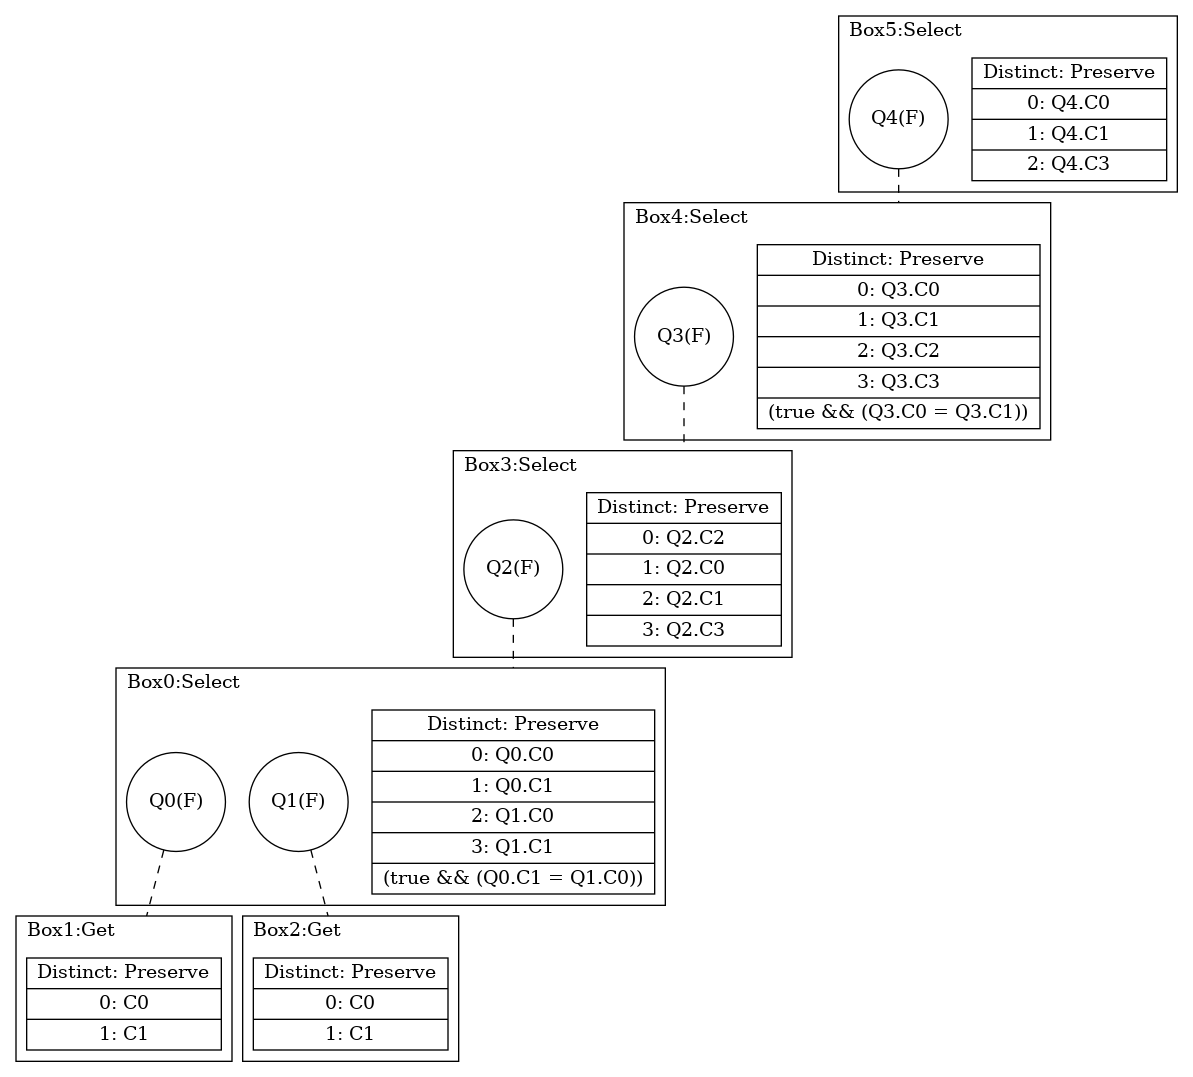 Box5:Select
Q4(F)
Distinct: Preserve
0: Q4.C0
1: Q4.C1
2: Q4.C3
Box4:Select
Q3(F)
Distinct: Preserve
0: Q3.C0
1: Q3.C1
2: Q3.C2
3: Q3.C3
(true && (Q3.C0 = Q3.C1))
Box3:Select
Q2(F)
Distinct: Preserve
0: Q2.C2
1: Q2.C0
2: Q2.C1
3: Q2.C3
Box0:Select
Q0(F)
Q1(F)
Distinct: Preserve
0: Q0.C0
1: Q0.C1
2: Q1.C0
3: Q1.C1
(true && (Q0.C1 = Q1.C0))
Box1:Get
Distinct: Preserve
0: C0
1: C1
Box2:Get
Distinct: Preserve
0: C0
1: C1